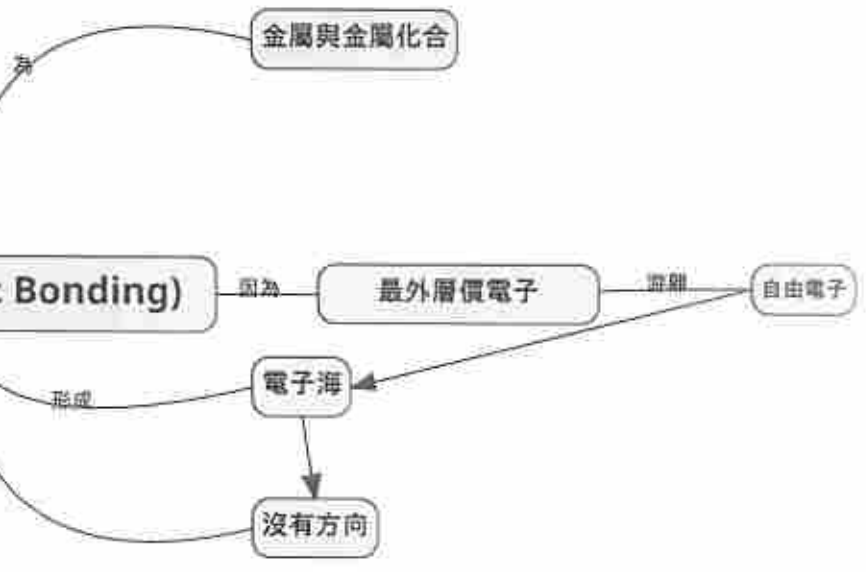 金屬與金屬化合
為
: Bonding)
因為
最外層價電子
游離
自由電子
電子海
形成
沒有方向